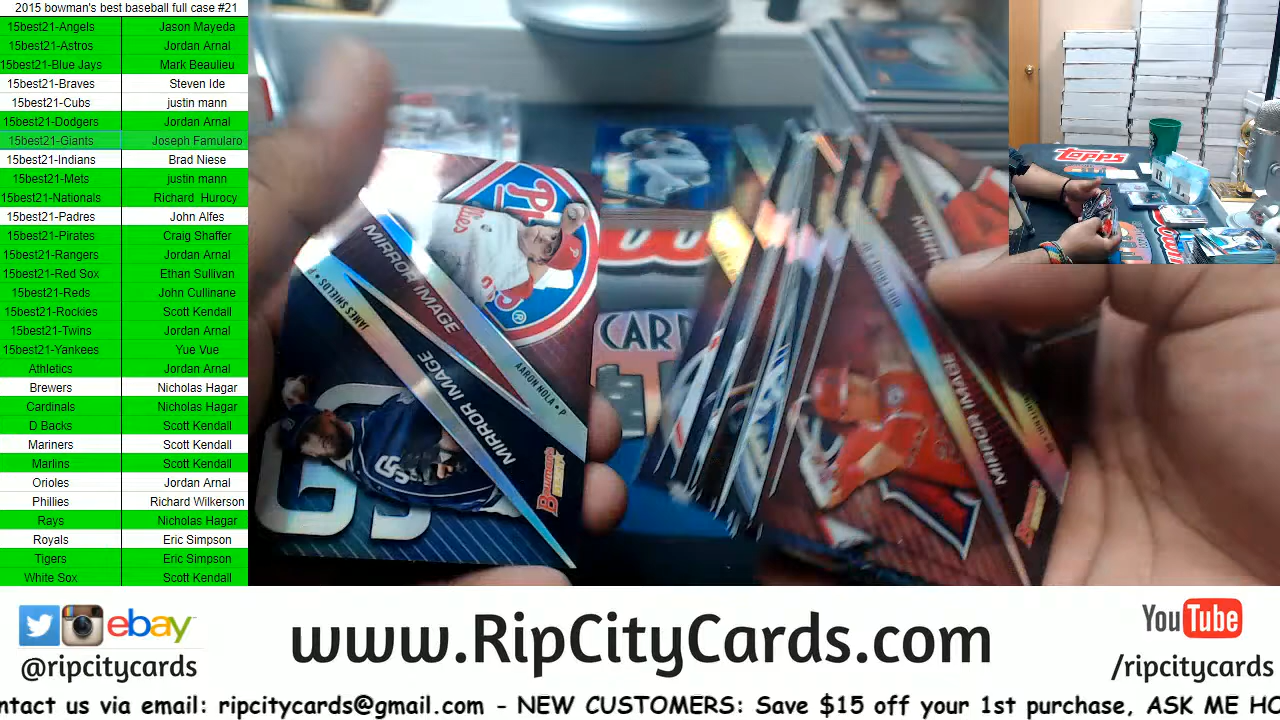 2015 bowman's best baseball full case #21
15best21-Angels Jason Mayeda
15best21-Astros Jordan Arnal
15best21-Blue Jays Mark Beaulieu
15best21-Braves Steven Ide
15best21-Cubs justin mann
15best21-Dodgers Jordan Arnal
15best21-Giants Joseph Famularo
15best21-Indians Brad Niese
15best21-Mets justin mann
15best21-Nationals Richard Hurocy
15best21-Padres John Alfes
15best21-Pirates Craig Shaffer
15best21-Rangers Jordan Arnal
15best21-Red Sox Ethan Sullivan
15best21-Reds John Cullinane
15best21-Rockies Scott Kendall
15best21-Twins Jordan Arnal
15best21-Yankees Yue Vue
Athletics Jordan Arnal
Brewers Nicholas Hagar
Cardinals Nicholas Hagar
D Backs Scott Kendall
Mariners Scott Kendall
Marlins Scott Kendall
Orioles Jordan Arnal
Phillies Richard Wilkerson
Rays Nicholas Hagar
Royals Eric Simpson
Tigers Eric Simpson
White Sox Scott Kendall
MIRROR IMAGE
AARON NOLA • P
JAMES SHIELDS • P
MIRROR IMAGE
Bowman's BEST
CARD
MIRROR IMAGE
Bowman's
topps
ebay
@ripcitycards
www.RipCityCards.com
YouTube
/ripcitycards
ntact us via email: ripcitycards@gmail.com - NEW CUSTOMERS: Save $15 off your 1st purchase, ASK ME HO